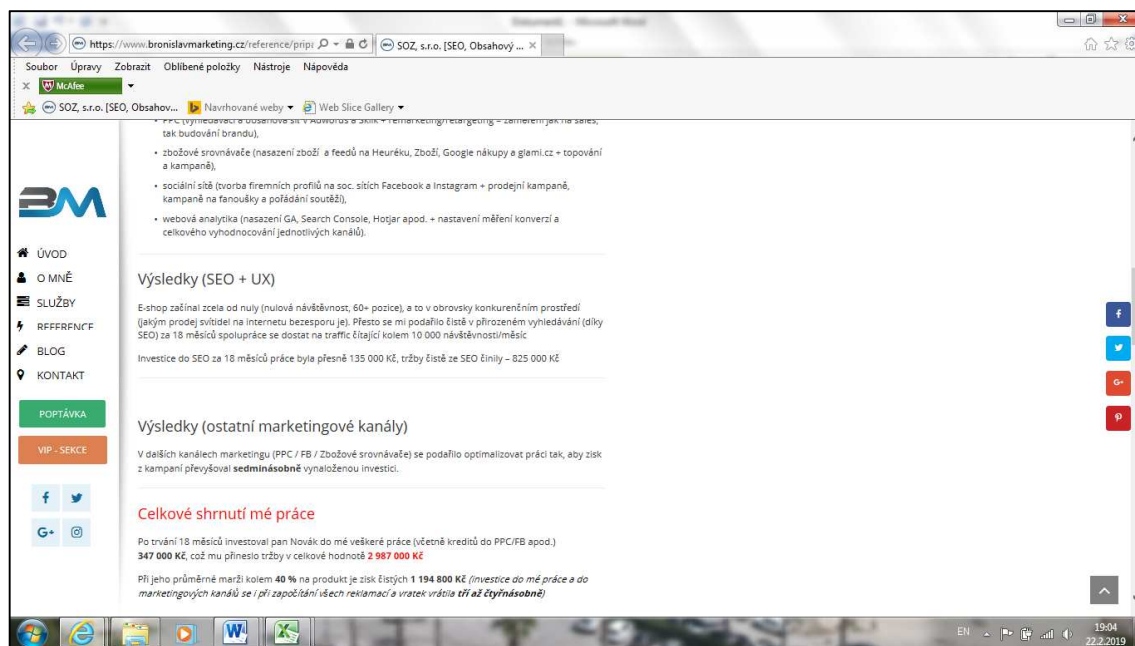 https://www.bronislavmarketing.cz/reference/prip
SOZ, s.r.o. [SEO, Obsahový ...
Soubor Úpravy Zobrazit Oblíbené položky Nástroje Nápověda
McAfee
SOZ, s.r.o. [SEO, Obsahov... Navrhované weby Web Slice Gallery
tak budování brandu),
• zbožové srovnávače (nasazení zboží a feedů na Heuréku, Zboží, Google nákupy a glami.cz + topování
a kampaně),
• sociální sítě (tvorba firemních profilů na soc. sítích Facebook a Instagram + prodejní kampaně,
kampaně na fanoušky a pořádání soutěží),
• webová analytika (nasazení GA, Search Console, Hotjar apod. + nastavení měření konverzí a
celkového vyhodnocování jednotlivých kanálů).
BM
ÚVOD
O MNĚ
SLUŽBY
REFERENCE
BLOG
KONTAKT
POPTÁVKA
VIP - SEKCE
Výsledky (SEO + UX)
E-shop začínal zcela od nuly (nulová návštěvnost, 60+ pozice), a to v obrovsky konkurenčním prostředí
(jakým prodej svítidel na internetu bezesporu je). Přesto se mi podařilo čistě v přirozeném vyhledávání (díky
SEO) za 18 měsíců spolupráce se dostat na traffic čítající kolem 10 000 návštěvností/měsíc
Investice do SEO za 18 měsíců práce byla přesně 135 000 Kč, tržby čistě ze SEO činily – 825 000 Kč
Výsledky (ostatní marketingové kanály)
V dalších kanálech marketingu (PPC / FB / Zbožové srovnávače) se podařilo optimalizovat práci tak, aby zisk
z kampaní převyšoval sedminásobně vynaloženou investici.
Celkové shrnutí mé práce
Po trvání 18 měsíců investoval pan Novák do mé veškeré práce (včetně kreditů do PPC/FB apod.)
347 000 Kč, což mu přineslo tržby v celkové hodnotě 2 987 000 Kč
Při jeho průměrné marži kolem 40 % na produkt je zisk čistých 1 194 800 Kč (investice do mé práce a do
marketingových kanálů se i při započítání všech reklamací a vratek vrátila tří až čtyřnásobně)
EN
19:04
22.2.2019